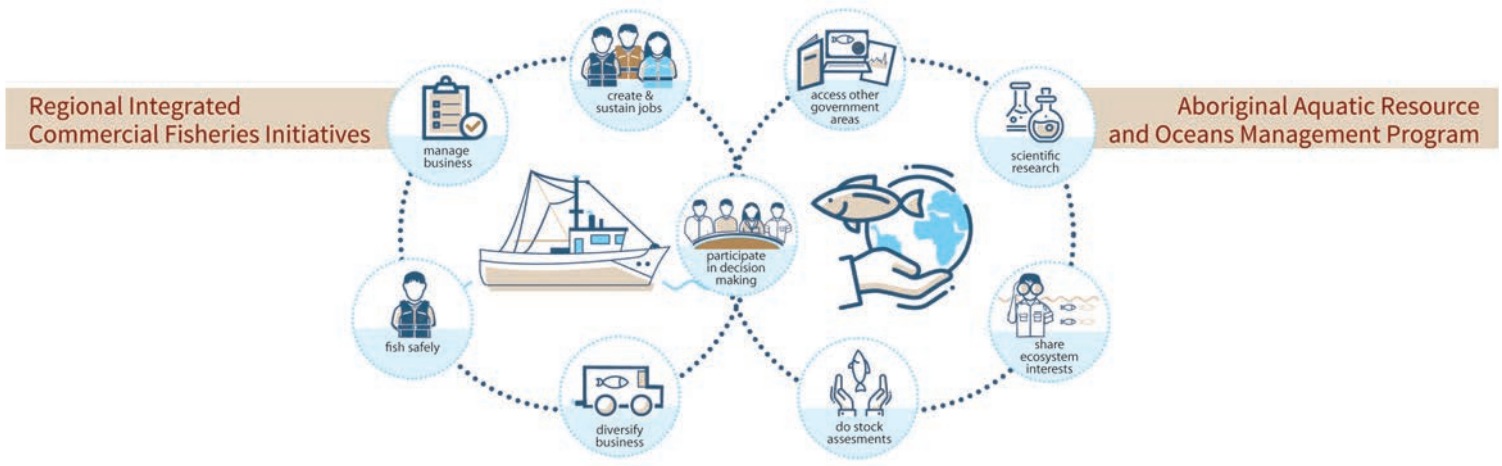 Regional Integrated
Commercial Fisheries Initiatives
manage
business
create &
sustain jobs
fish safely
diversify
business
participate
in decision
making
access other
government
areas
scientific
research
share
ecosystem
interests
do stock
assesments
Aboriginal Aquatic Resource
and Oceans Management Program